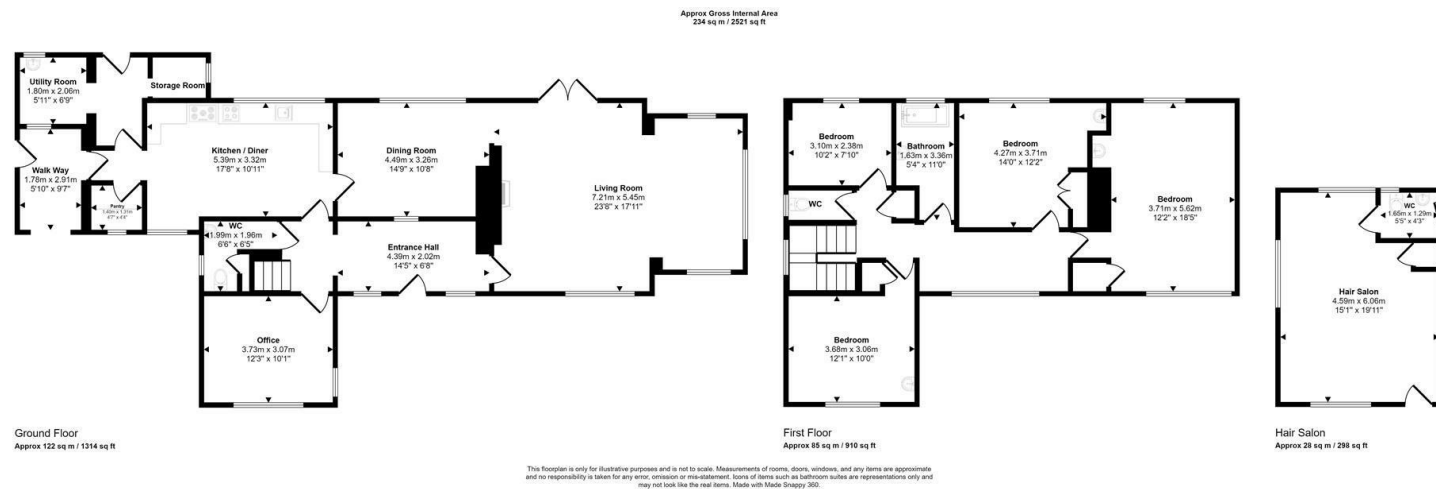 Approx Gross Internal Area
234 sq m / 2521 sq ft
Utility Room
1.80m x 2.06m
5'11" x 6'9"
Storage Room
Walk Way
1.78m x 2.91m
5'10" x 9'7"
Pantry
1.40m x 1.31m
4'7" x 4'4"
Kitchen / Diner
5.39m x 3.32m
17'8" x 10'11"
Dining Room
4.49m x 3.26m
14'9" x 10'8"
Living Room
7.21m x 5.45m
23'8" x 17'11"
WC
1.99m x 1.96m
6'6" x 6'5"
Entrance Hall
4.39m x 2.02m
14'5" x 6'8"
Office
3.73m x 3.07m
12'3" x 10'1"
Ground Floor
Approx 122 sq m / 1314 sq ft
Bedroom
3.10m x 2.38m
10'2" x 7'10"
Bathroom
1.63m x 3.36m
5'4" x 11'0"
Bedroom
4.27m x 3.71m
14'0" x 12'2"
Bedroom
3.71m x 5.62m
12'2" x 18'5"
WC
Bedroom
3.68m x 3.06m
12'1" x 10'0"
First Floor
Approx 85 sq m / 910 sq ft
WC
1.65m x 1.29m
5'5" x 4'3"
Hair Salon
4.59m x 6.06m
15'1" x 19'11"
Hair Salon
Approx 28 sq m / 298 sq ft
This floorplan is only for illustrative purposes and is not to scale. Measurements of rooms, doors, windows, and any items are approximate
and no responsibility is taken for any error, omission or mis-statement. Icons of items such as bathroom suites are representations only and
may not look like the real items. Made with Made Snappy 360.